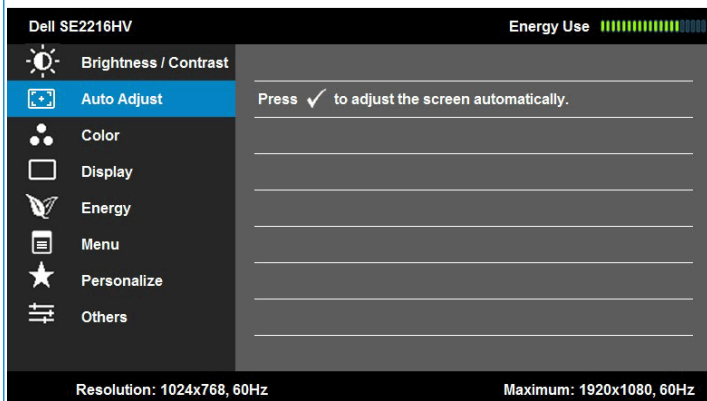 Dell SE2216HV Energy Use
Brightness / Contrast
Auto Adjust Press ✓ to adjust the screen automatically.
Color
Display
Energy
Menu
Personalize
Others
Resolution: 1024x768, 60Hz Maximum: 1920x1080, 60Hz